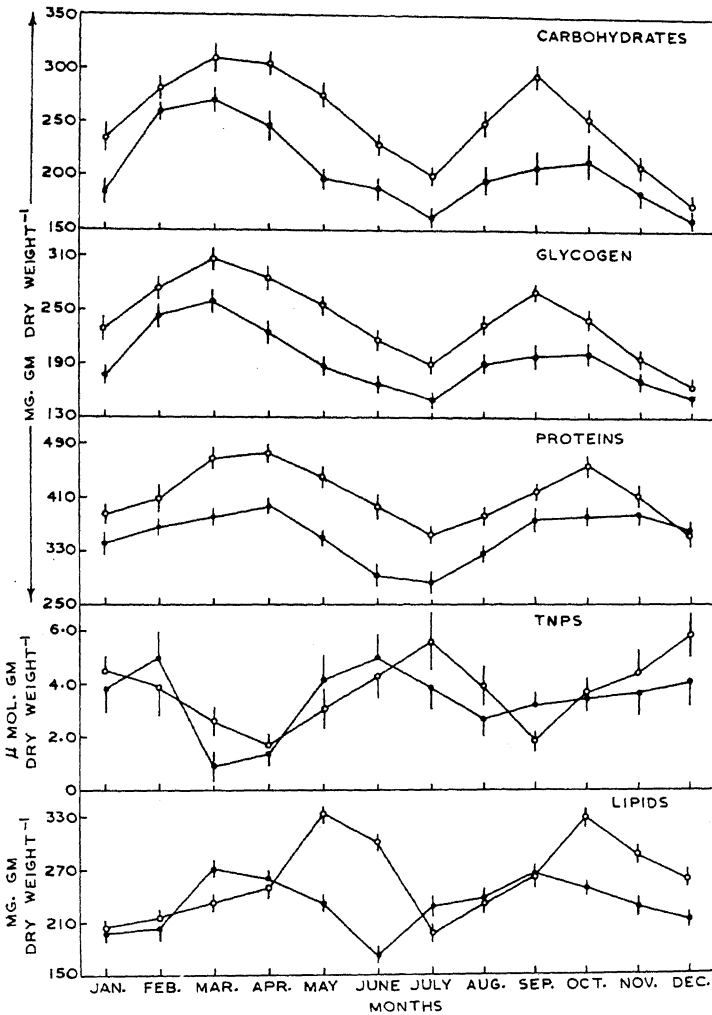 350
CARBOHYDRATES
300
250
200
150
310
GLYCOGEN
250
190
130
MG. GM DRY WEIGHT⁻¹
490
PROTEINS
410
330
250
6.0
TNPS
4.0
2.0
0
μ MOL. GM
DRY WEIGHT⁻¹
LIPIDS
330
270
210
150
MG. GM
DRY WEIGHT⁻¹
JAN. FEB. MAR. APR. MAY JUNE JULY AUG. SEP. OCT. NOV. DEC.
MONTHS